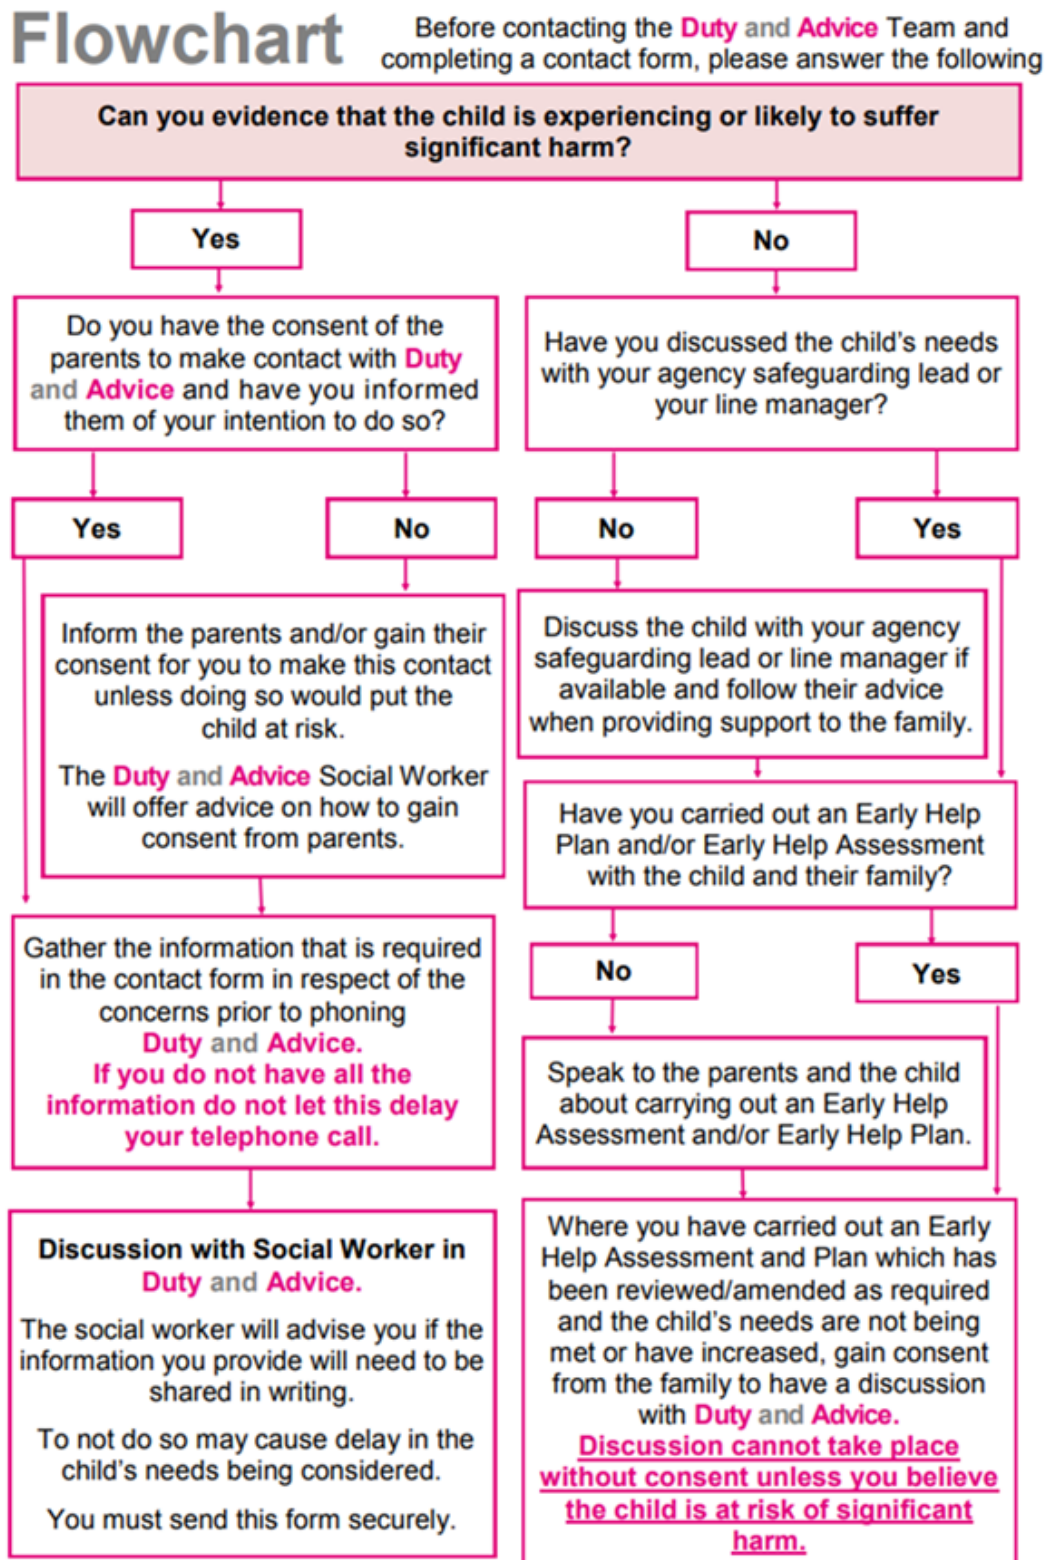 Flowchart
Before contacting the Duty and Advice Team and
completing a contact form, please answer the following
Can you evidence that the child is experiencing or likely to suffer
significant harm?
Yes
No
Do you have the consent of the
parents to make contact with Duty
and Advice and have you informed
them of your intention to do so?
Have you discussed the child's needs
with your agency safeguarding lead or
your line manager?
Yes
No
No
Yes
Inform the parents and/or gain their
consent for you to make this contact
unless doing so would put the
child at risk.
The Duty and Advice Social Worker
will offer advice on how to gain
consent from parents.
Discuss the child with your agency
safeguarding lead or line manager if
available and follow their advice
when providing support to the family.
Have you carried out an Early Help
Plan and/or Early Help Assessment
with the child and their family?
Gather the information that is required
in the contact form in respect of the
concerns prior to phoning
Duty and Advice.
If you do not have all the
information do not let this delay
your telephone call.
No
Yes
Speak to the parents and the child
about carrying out an Early Help
Assessment and/or Early Help Plan.
Discussion with Social Worker in
Duty and Advice.
The social worker will advise you if the
information you provide will need to be
shared in writing.
To not do so may cause delay in the
child's needs being considered.
You must send this form securely.
Where you have carried out an Early
Help Assessment and Plan which has
been reviewed/amended as required
and the child's needs are not being
met or have increased, gain consent
from the family to have a discussion
with Duty and Advice.
Discussion cannot take place
without consent unless you believe
the child is at risk of significant
harm.